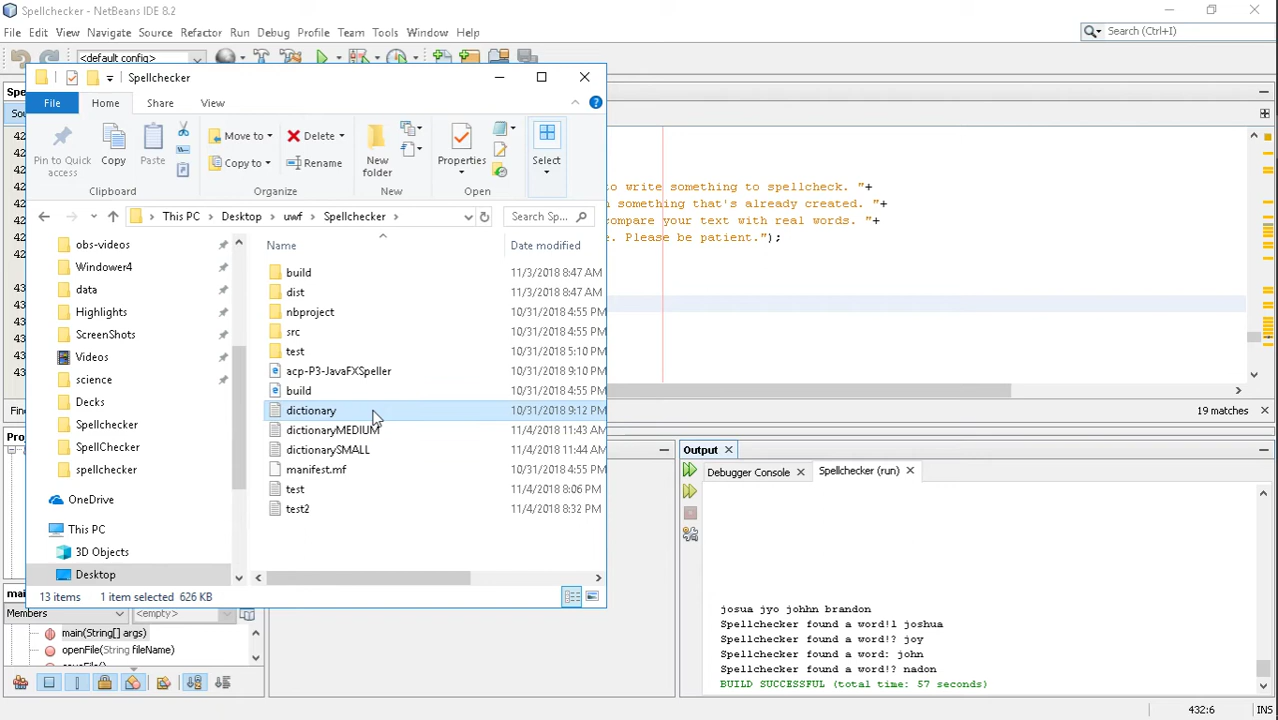 Spellchecker - NetBeans IDE 8.2
File Edit View Navigate Source Refactor Run Debug Profile Team Tools Window Help
Search (Ctrl+I)
<default config>
Spellchecker
File Home Share View
Pin to Quick access
Copy
Paste
Move to
Copy to
Delete
Rename
New folder
Properties
Select
Clipboard Organize New Open
This PC > Desktop > uwf > Spellchecker >
Search Sp...
Name Date modified
obs-videos
Windower4
data
Highlights
ScreenShots
Videos
science
Decks
Spellchecker
SpellChecker
spellchecker
OneDrive
This PC
3D Objects
Desktop
build 11/3/2018 8:47 AM
dist 11/3/2018 8:47 AM
nbproject 10/31/2018 4:55 PM
src 10/31/2018 4:55 PM
test 10/31/2018 5:10 PM
acp-P3-JavaFXSpeller 10/31/2018 9:10 PM
build 10/31/2018 4:55 PM
dictionary 10/31/2018 9:12 PM
dictionaryMEDIUM 11/4/2018 11:43 AM
dictionarySMALL 11/4/2018 11:44 AM
manifest.mf 10/31/2018 4:55 PM
test 11/4/2018 8:06 PM
test2 11/4/2018 8:32 PM
13 items 1 item selected 626 KB
to write something to spellcheck. "+
something that's already created. "+
compare your text with real words. "+
e. Please be patient.");
19 matches
Output
Debugger Console Spellchecker (run)
josua jyo johhn brandon
Spellchecker found a word!1 joshua
Spellchecker found a word!? joy
Spellchecker found a word: john
Spellchecker found a word!? nadon
BUILD SUCCESSFUL (total time: 57 seconds)
Members <empty>
main(String[] args)
openFile(String fileName)
432:6 INS